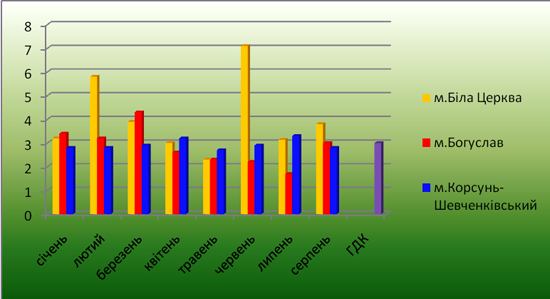 8
7
6
5
4
3
2
1
0
січень
лютий
березень
квітень
травень
червень
липень
серпень
ГДК
м.Біла Церква
м.Богуслав
м.Корсунь-
Шевченківський